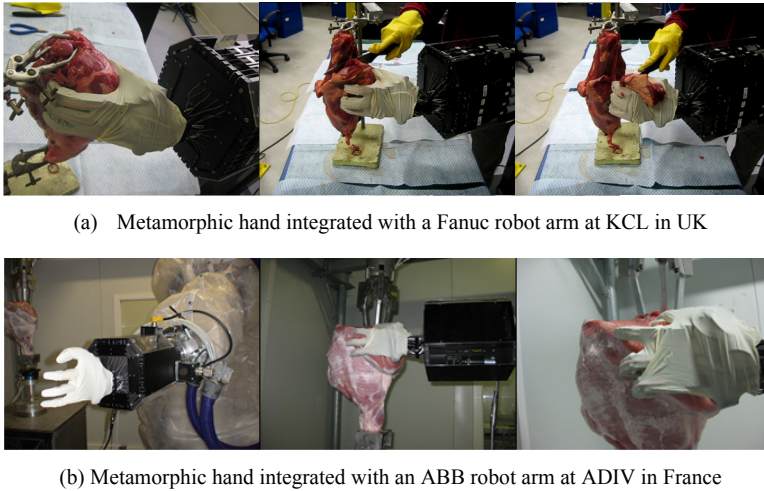 (a) Metamorphic hand integrated with a Fanuc robot arm at KCL in UK
(b) Metamorphic hand integrated with an ABB robot arm at ADIV in France